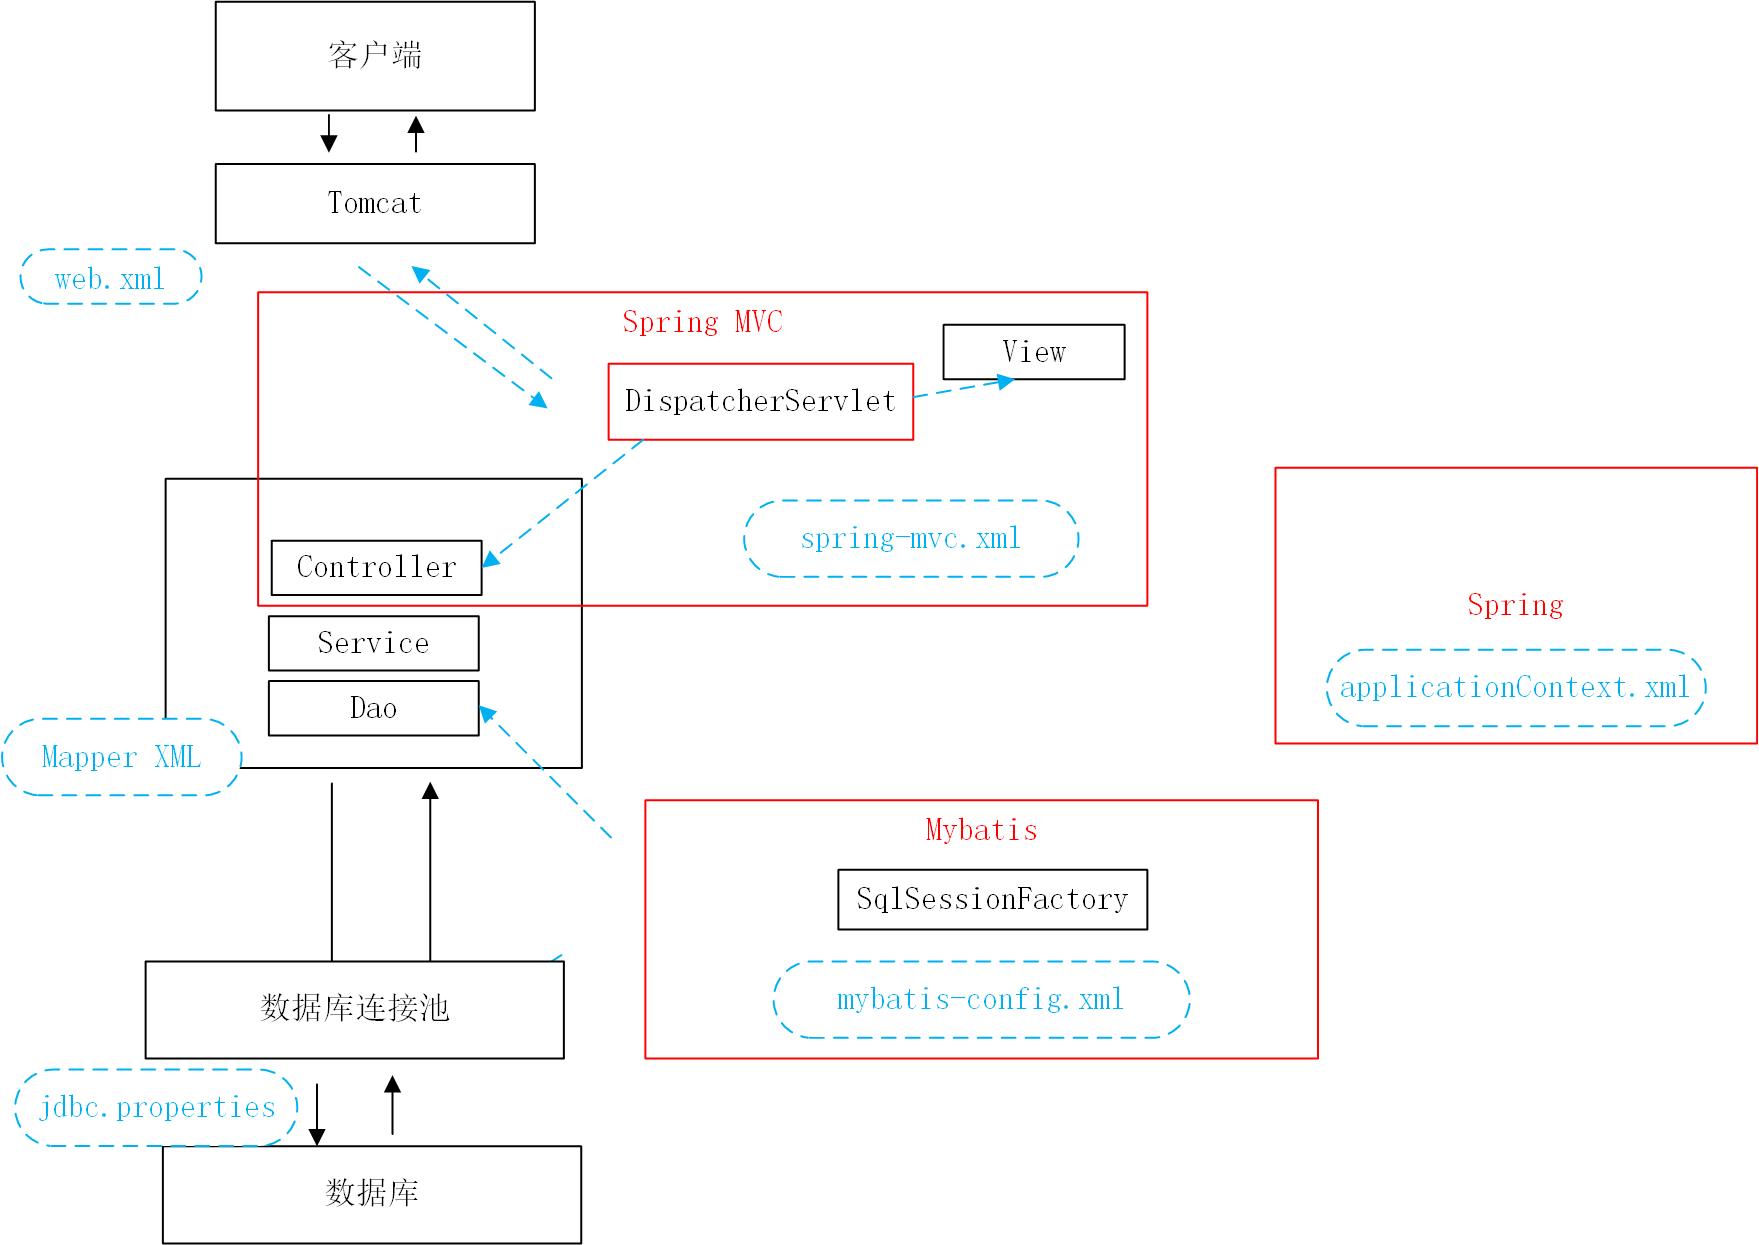 客户端
Tomcat
web.xml
Spring MVC
View
DispatcherServlet
spring-mvc.xml
Controller
Service
Dao
Spring
applicationContext.xml
Mapper XML
Mybatis
SqlSessionFactory
mybatis-config.xml
数据库连接池
jdbc.properties
数据库